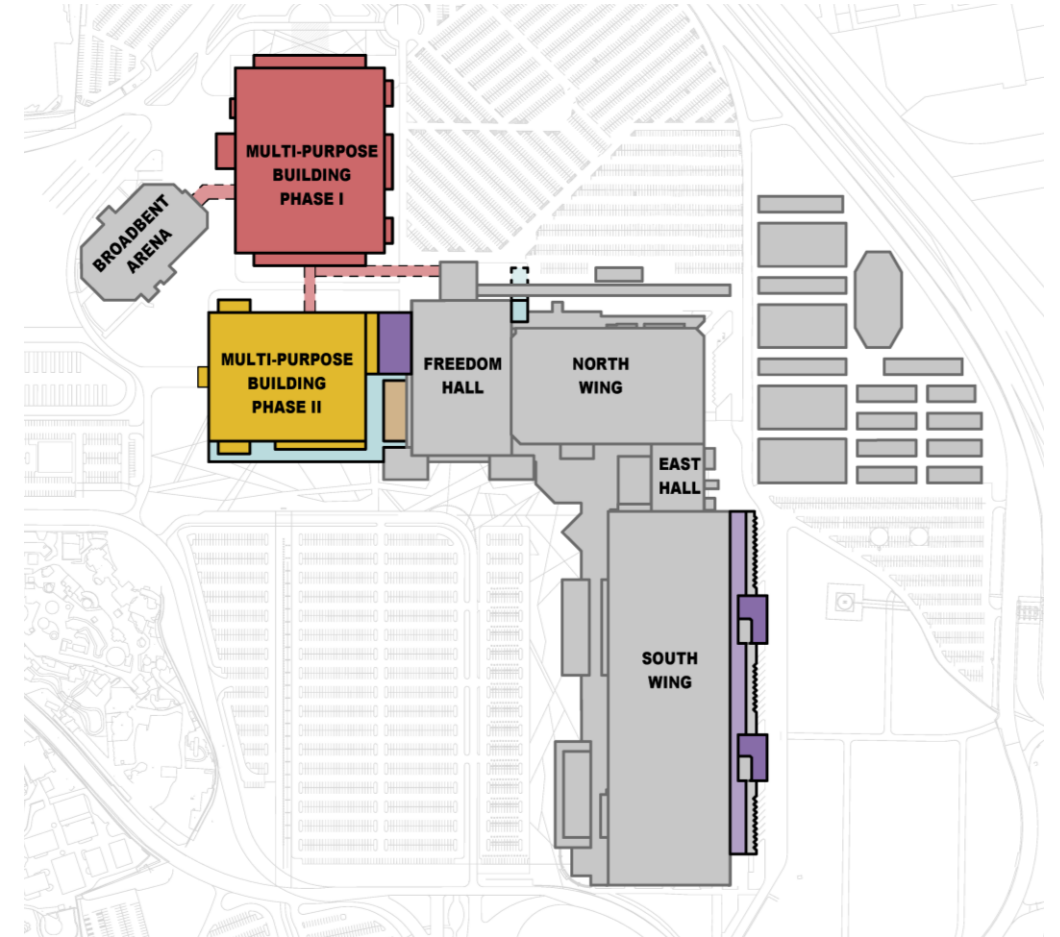 MULTI-PURPOSE
BUILDING
PHASE I
BROADBENT
ARENA
MULTI-PURPOSE
BUILDING
PHASE II
FREEDOM
HALL
NORTH
WING
EAST
HALL
SOUTH
WING